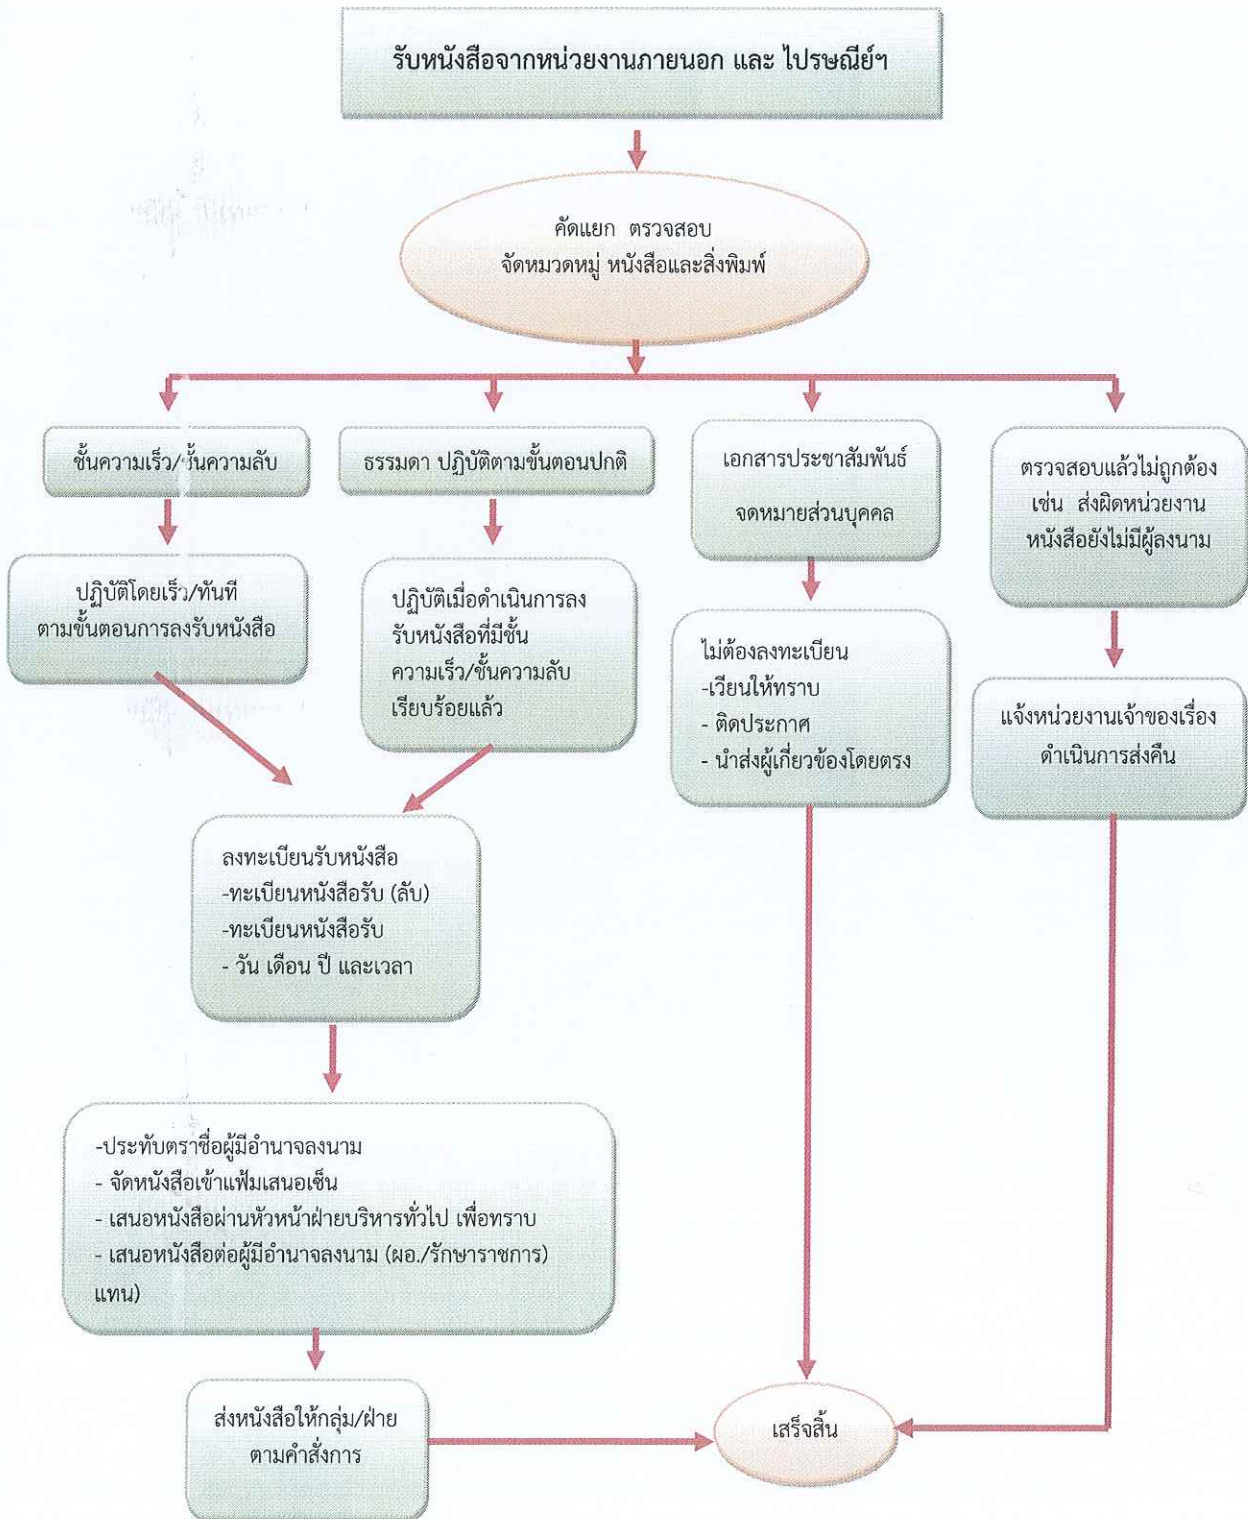 รับหนังสือจากหน่วยงานภายนอก และ ไปรษณีย์ฯ
คัดแยก ตรวจสอบ
จัดหมวดหมู่ หนังสือและสิ่งพิมพ์
ชั้นความเร็ว/ชั้นความลับ
ธรรมดา ปฏิบัติตามขั้นตอนปกติ
เอกสารประชาสัมพันธ์
จดหมายส่วนบุคคล
ตรวจสอบแล้วไม่ถูกต้อง
เช่น ส่งผิดหน่วยงาน
หนังสือยังไม่มีผู้ลงนาม
ปฏิบัติโดยเร็ว/ทันที
ตามขั้นตอนการลงรับหนังสือ
ปฏิบัติเมื่อดำเนินการลง
รับหนังสือที่มีชั้น
ความเร็ว/ชั้นความลับ
เรียบร้อยแล้ว
ไม่ต้องลงทะเบียน
-เวียนให้ทราบ
- ติดประกาศ
- นำส่งผู้เกี่ยวข้องโดยตรง
แจ้งหน่วยงานเจ้าของเรื่อง
ดำเนินการส่งคืน
ลงทะเบียนรับหนังสือ
-ทะเบียนหนังสือรับ (ลับ)
-ทะเบียนหนังสือรับ
- วัน เดือน ปี และเวลา
-ประทับตราชื่อผู้มีอำนาจลงนาม
- จัดหนังสือเข้าแฟ้มเสนอเซ็น
- เสนอหนังสือผ่านหัวหน้าฝ่ายบริหารทั่วไป เพื่อทราบ
- เสนอหนังสือต่อผู้มีอำนาจลงนาม (ผอ./รักษาราชการ)
แทน)
ส่งหนังสือให้กลุ่ม/ฝ่าย
ตามคำสั่งการ
เสร็จสิ้น